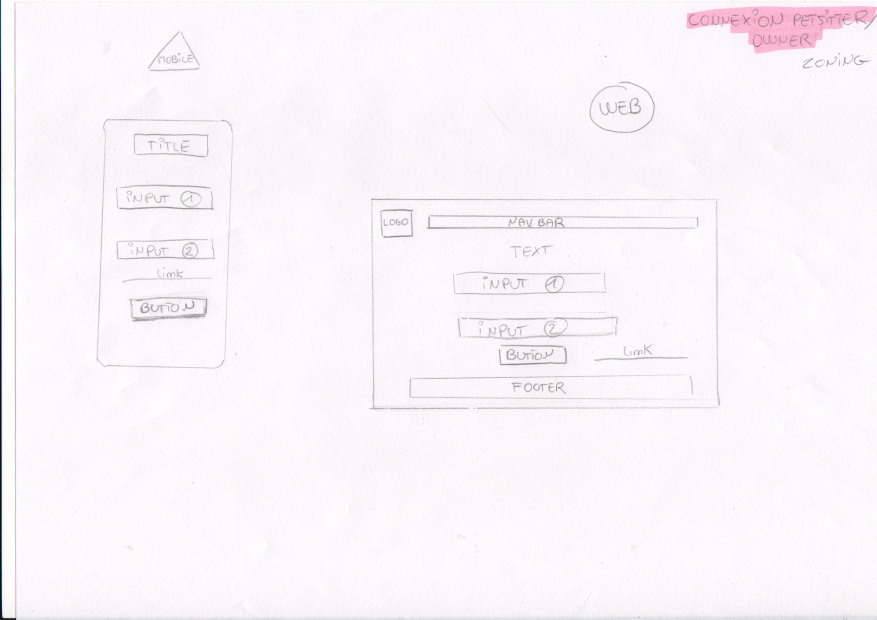 CONNEXION PETSITTER/
OWNER
ZONING
MOBILE
TITLE
INPUT 1
INPUT 2
Link
BUTTON
WEB
LOGO
NAV BAR
TEXT
INPUT 1
INPUT 2
BUTTON
Link
FOOTER